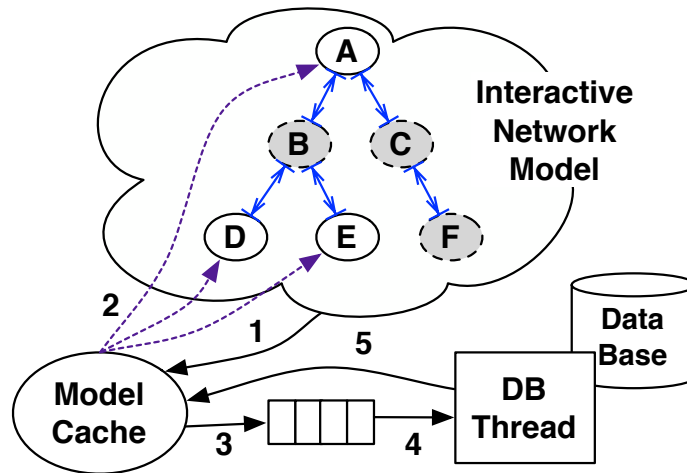 A
Interactive
Network
Model
B
C
D
E
F
2
1
5
Data
Base
Model
Cache
DB
Thread
3
4